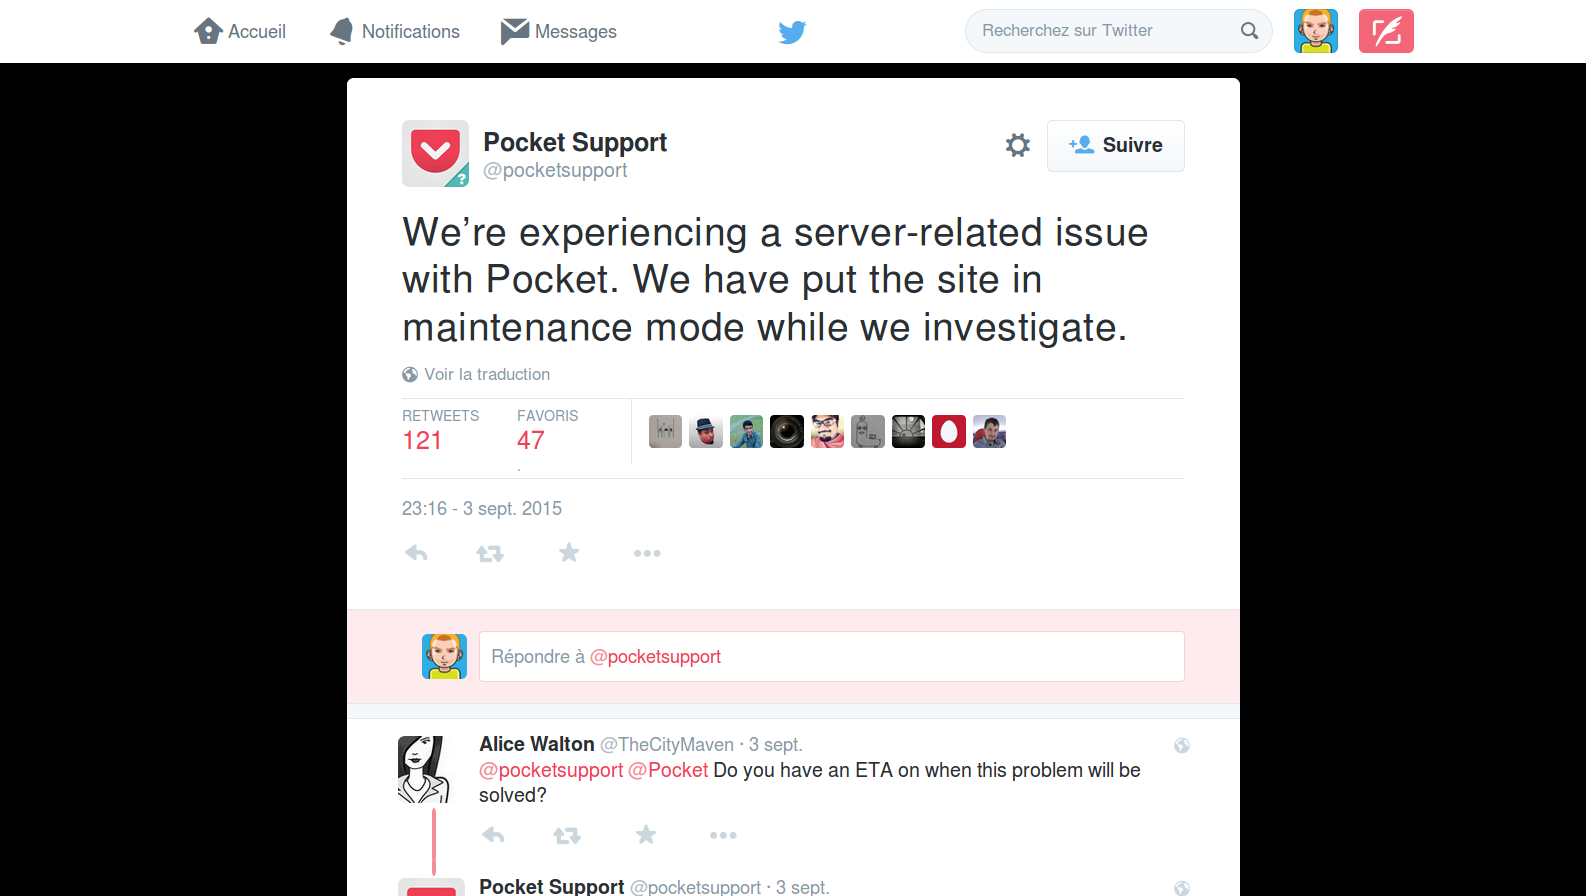 Accueil
Notifications
Messages
Recherchez sur Twitter
Pocket Support
@pocketsupport
Suivre
We’re experiencing a server-related issue
with Pocket. We have put the site in
maintenance mode while we investigate.
Voir la traduction
RETWEETS
121
FAVORIS
47
23:16 - 3 sept. 2015
Répondre à @pocketsupport
Alice Walton @TheCityMaven · 3 sept.
@pocketsupport @Pocket Do you have an ETA on when this problem will be
solved?
Pocket Support @pocketsupport · 3 sept.